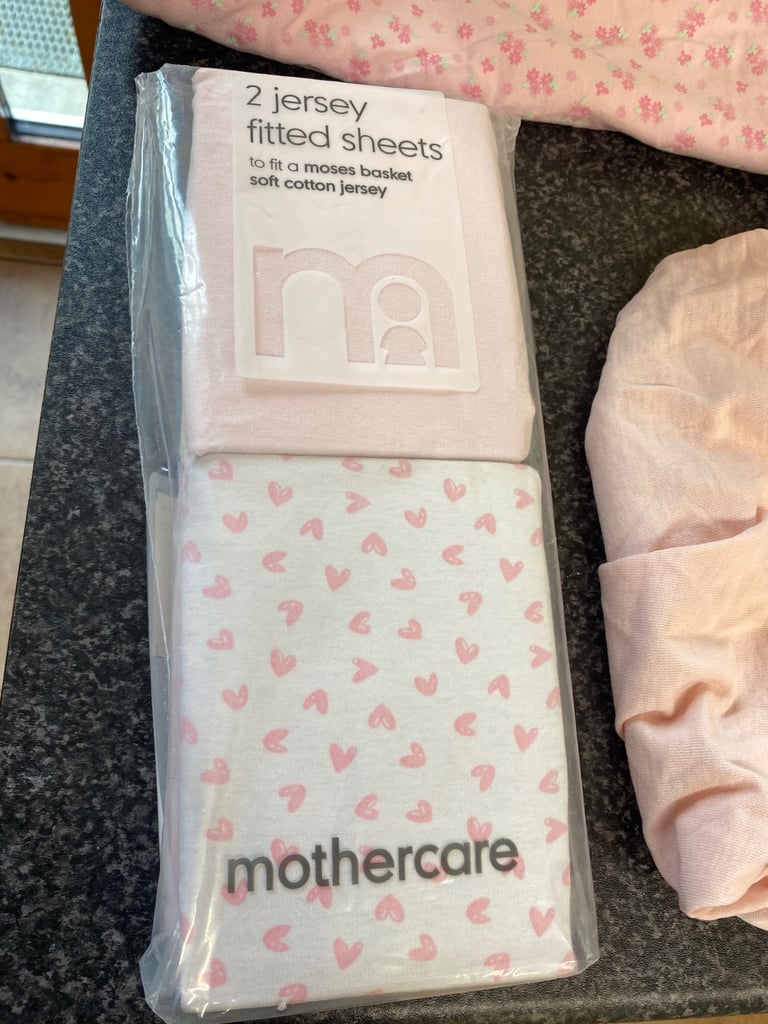 2 jersey
fitted sheets
to fit a moses basket
soft cotton jersey
m
mothercare